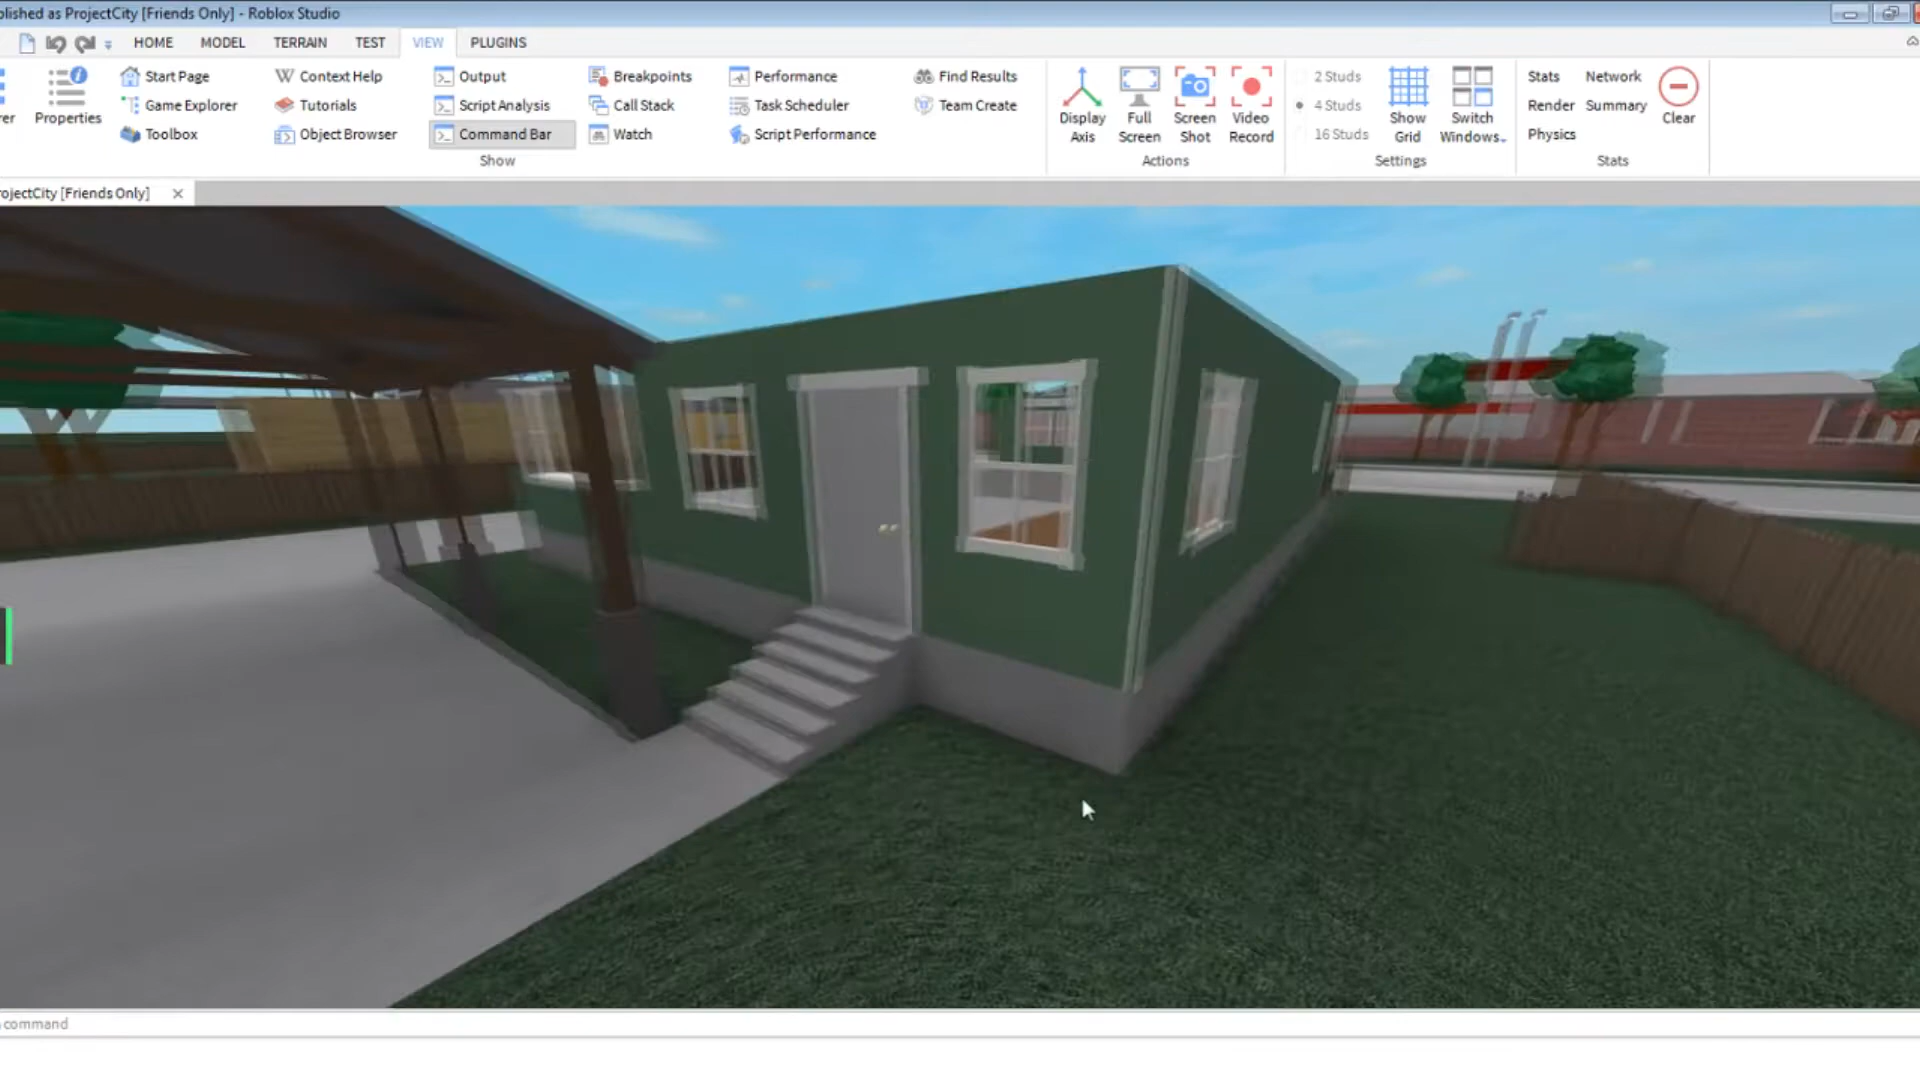 blished as ProjectCity [Friends Only] - Roblox Studio
HOME MODEL TERRAIN TEST VIEW PLUGINS
Start Page Context Help Output Breakpoints Performance Find Results
Game Explorer Tutorials Script Analysis Call Stack Task Scheduler Team Create
Toolbox Object Browser Command Bar Watch Script Performance
rer Properties
Show
Display Axis
Full Screen
Screen Shot
Video Record
Actions
2 Studs
4 Studs
16 Studs
Show Grid
Switch Windows
Settings
Stats Network
Render Summary
Physics
Clear
Stats
rojectCity [Friends Only]
command